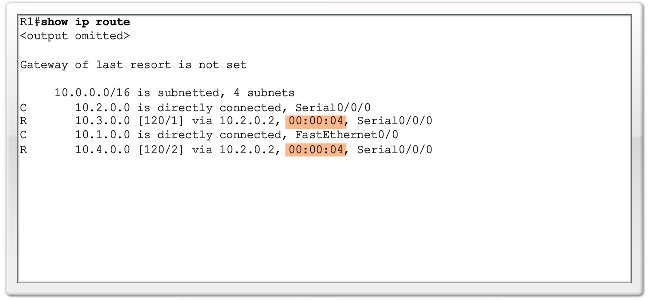 R1#show ip route
<output omitted>
Gateway of last resort is not set
10.0.0.0/16 is subnetted, 4 subnets
C 10.2.0.0 is directly connected, Serial0/0/0
R 10.3.0.0 [120/1] via 10.2.0.2, 00:00:04, Serial0/0/0
C 10.1.0.0 is directly connected, FastEthernet0/0
R 10.4.0.0 [120/2] via 10.2.0.2, 00:00:04, Serial0/0/0